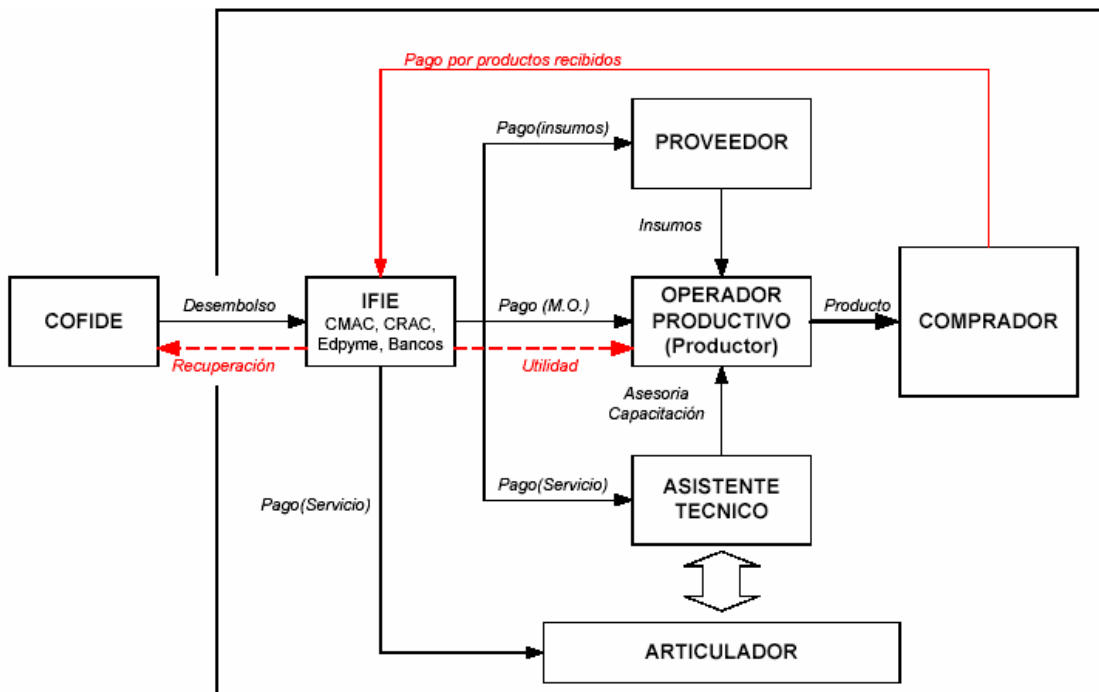 Pago por productos recibidos
Pago(insumos)
PROVEEDOR
Insumos
COFIDE
Desembolso
Recuperación
IFIE
CMAC, CRAC,
Edpyme, Bancos
Pago (M.O.)
Utilidad
OPERADOR
PRODUCTIVO
(Productor)
Producto
COMPRADOR
Asesoria
Capacitación
Pago(Servicio)
Pago(Servicio)
ASISTENTE
TECNICO
ARTICULADOR